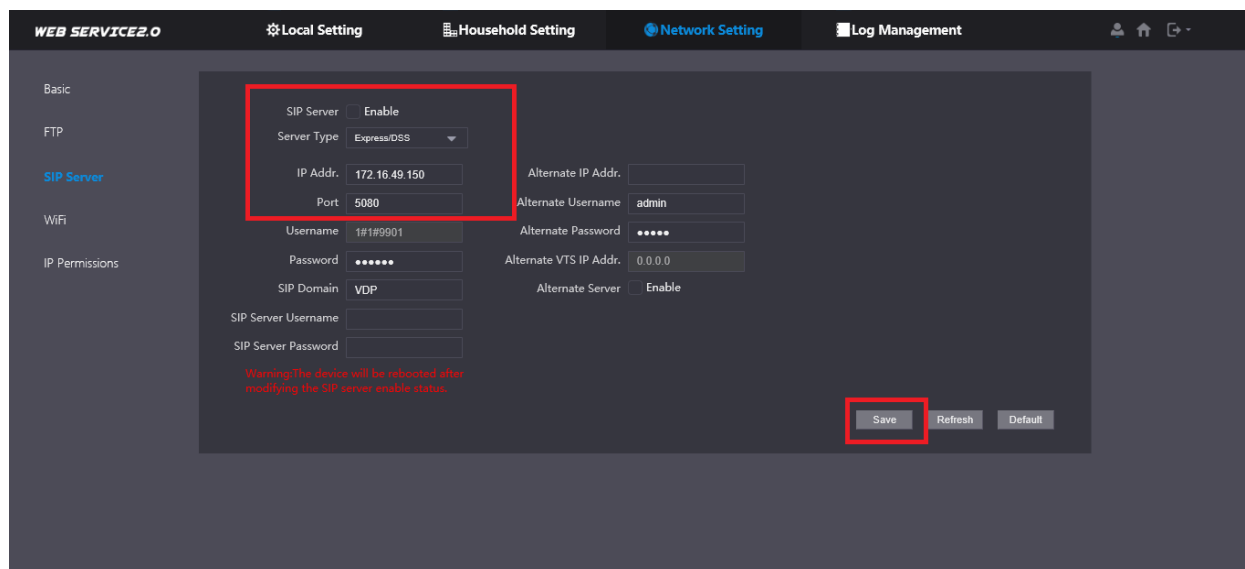 WEB SERVICE2.0 Local Setting Household Setting Network Setting Log Management
Basic
FTP
SIP Server
WiFi
IP Permissions
SIP Server Enable
Server Type Express/DSS
IP Addr. 172.16.49.150 Alternate IP Addr.
Port 5080 Alternate Username admin
Username 1#1#9901 Alternate Password •••••
Password •••••• Alternate VTS IP Addr. 0.0.0.0
SIP Domain VDP Alternate Server Enable
SIP Server Username
SIP Server Password
Warning:The device will be rebooted after
modifying the SIP server enable status.
Save Refresh Default